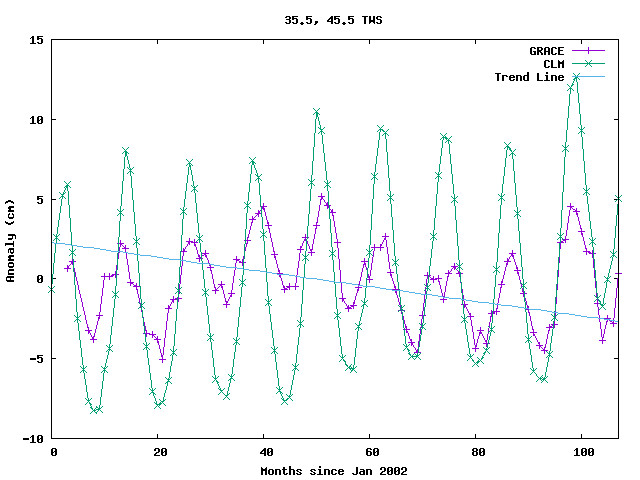 35.5, 45.5 TWS
15
GRACE
CLM
Trend Line
10
5
Anomaly (cm)
0
-5
-10
0 20 40 60 80 100
Months since Jan 2002